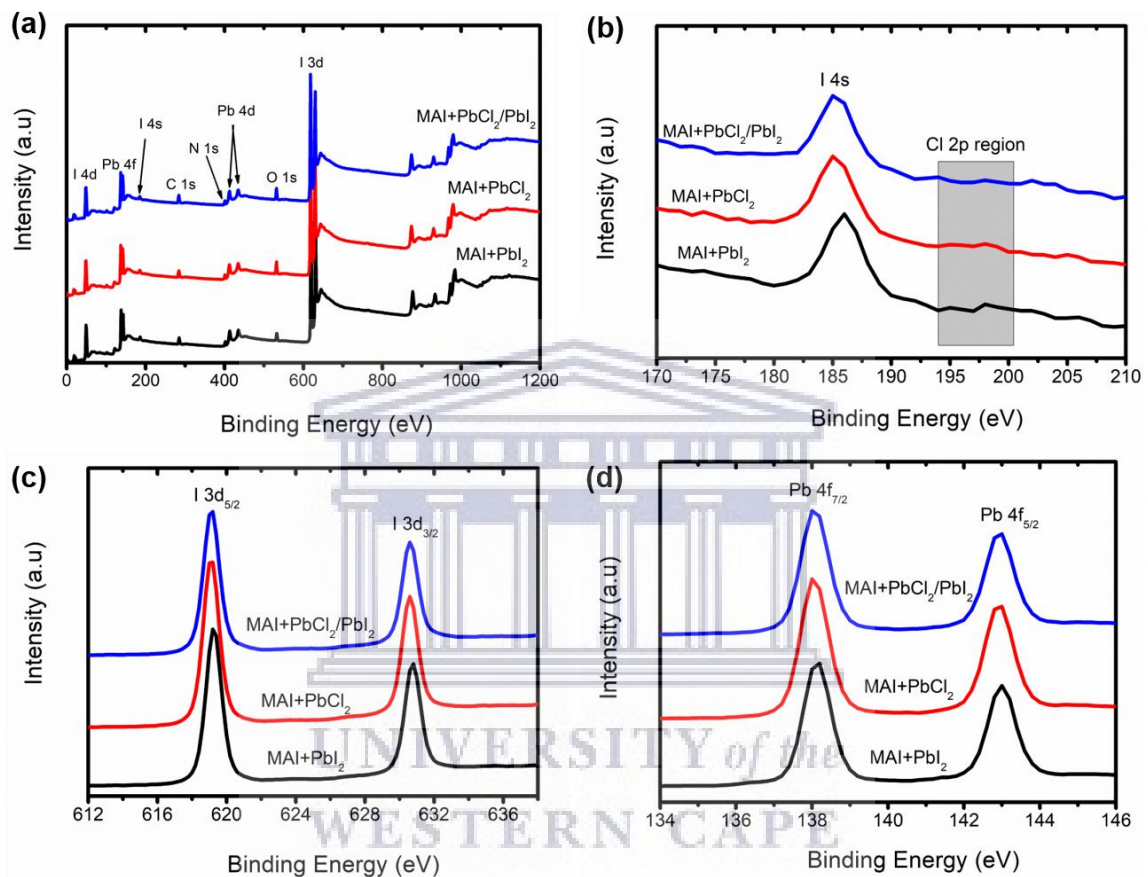 (a)
Intensity (a.u)
I 4d
Pb 4f
I 4s
C 1s
N 1s
Pb 4d
O 1s
I 3d
MAI+PbCl₂/PbI₂
MAI+PbCl₂
MAI+PbI₂
0 200 400 600 800 1000 1200
Binding Energy (eV)
(b)
Intensity (a.u)
I 4s
MAI+PbCl₂/PbI₂
Cl 2p region
MAI+PbCl₂
MAI+PbI₂
170 175 180 185 190 195 200 205 210
Binding Energy (eV)
(c)
Intensity (a.u)
I 3d₅/₂
I 3d₃/₂
MAI+PbCl₂/PbI₂
MAI+PbCl₂
MAI+PbI₂
612 616 620 624 628 632 636
Binding Energy (eV)
(d)
Intensity (a.u)
Pb 4f₇/₂
Pb 4f₅/₂
MAI+PbCl₂/PbI₂
MAI+PbCl₂
MAI+PbI₂
134 136 138 140 142 144 146
Binding Energy (eV)
UNIVERSITY of the
WESTERN CAPE